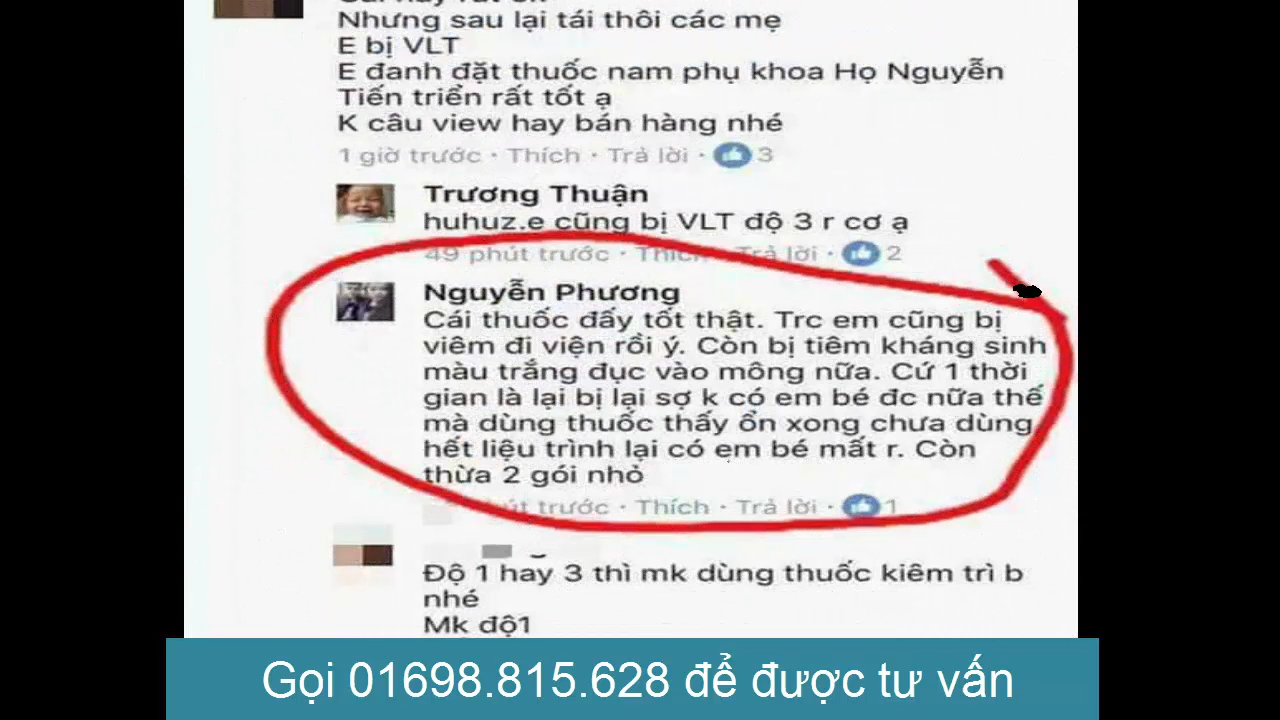 Nhưng sau lại tái thôi các mẹ
E bị VLT
E đanh đặt thuốc nam phụ khoa Họ Nguyễn
Tiến triển rất tốt ạ
K câu view hay bán hàng nhé
1 giờ trước · Thích · Trả lời · 3
Trương Thuận
huhuz.e cũng bị VLT độ 3 r cơ ạ
49 phút trước · Thích · Trả lời · 2
Nguyễn Phương
Cái thuốc đấy tốt thật. Trc em cũng bị
viêm đi viện rồi ý. Còn bị tiêm kháng sinh
màu trắng đục vào mông nữa. Cứ 1 thời
gian là lại bị lại sợ k có em bé đc nữa thế
mà dùng thuốc thấy ổn xong chưa dùng
hết liệu trình lại có em bé mất r. Còn
thừa 2 gói nhỏ
phút trước · Thích · Trả lời · 1
Độ 1 hay 3 thì mk dùng thuốc kiêm trì b
nhé
Mk độ1
Gọi 01698.815.628 để được tư vấn